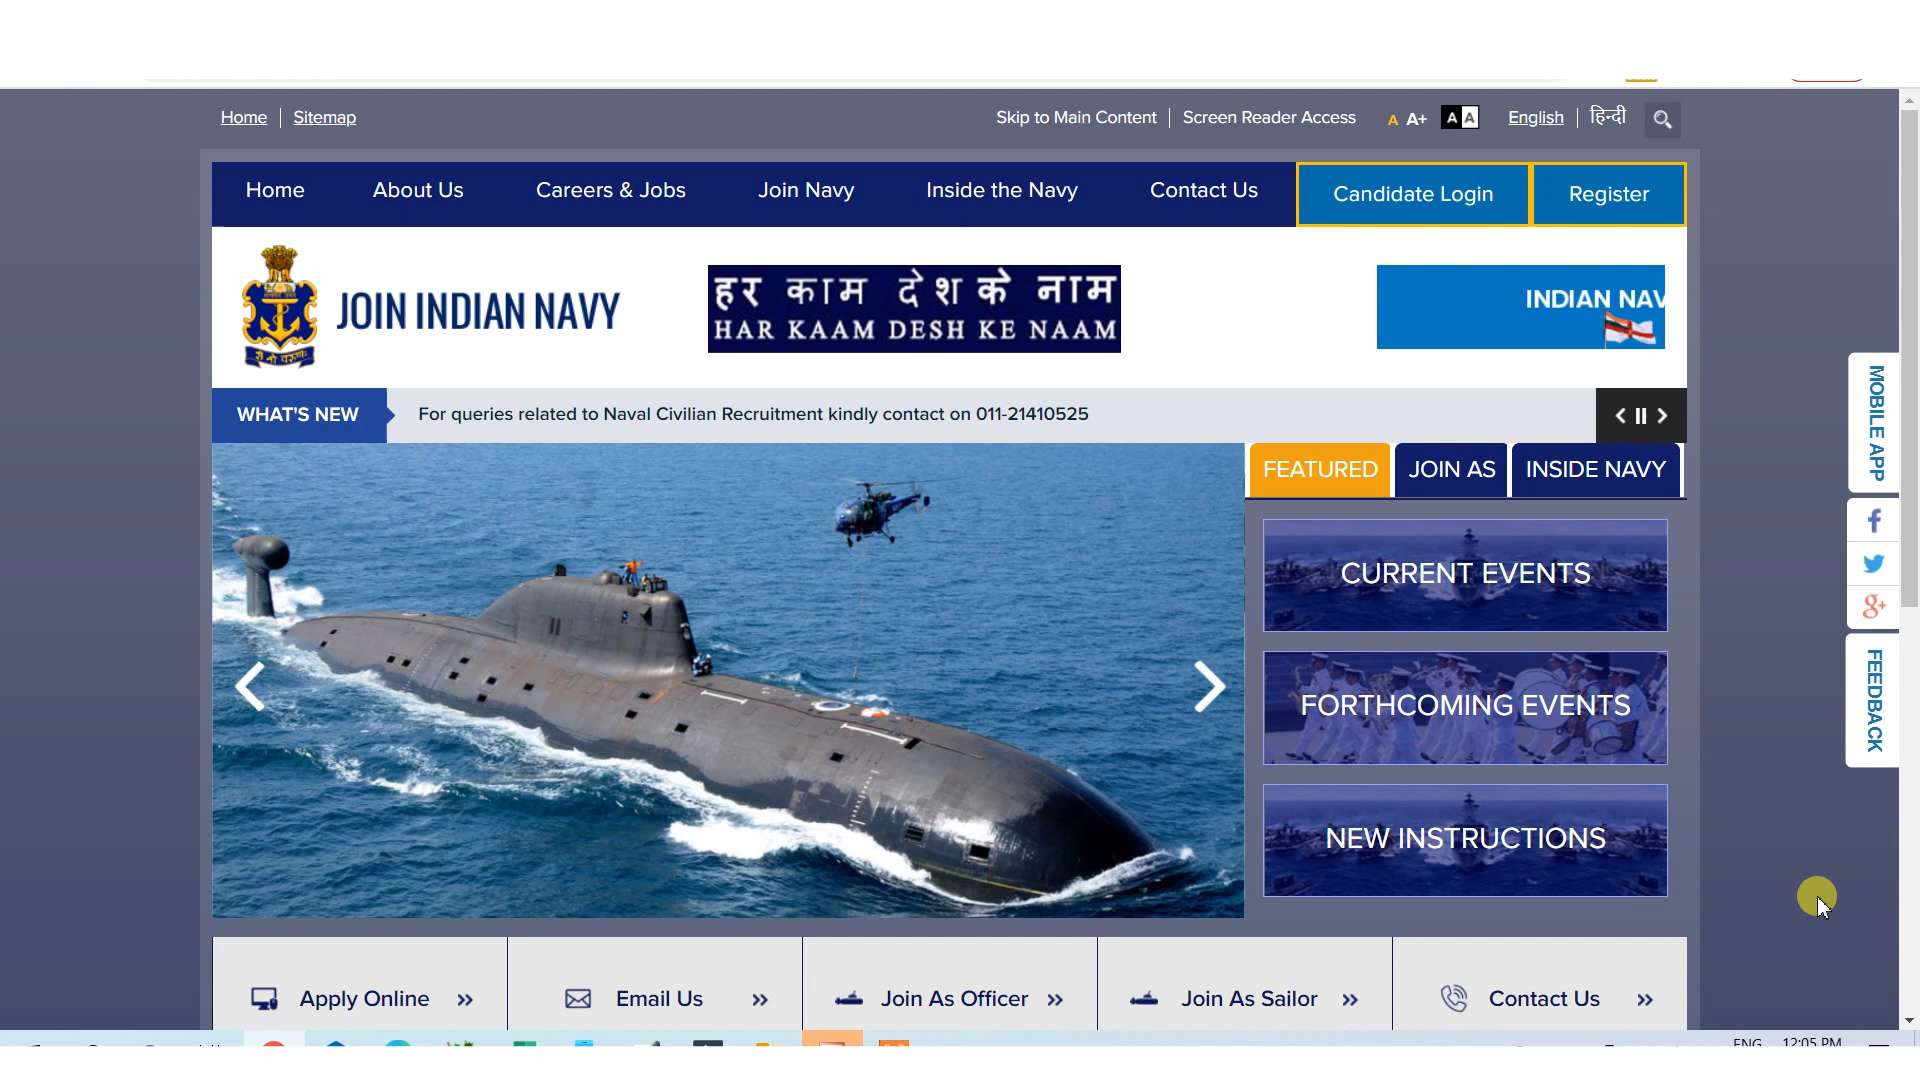 Home | Sitemap
Skip to Main Content | Screen Reader Access A A+ A A English | हिन्दी
Home About Us Careers & Jobs Join Navy Inside the Navy Contact Us Candidate Login Register
JOIN INDIAN NAVY
हर काम देश के नाम
HAR KAAM DESH KE NAAM
INDIAN NAV
WHAT'S NEW
For queries related to Naval Civilian Recruitment kindly contact on 011-21410525
FEATURED JOIN AS INSIDE NAVY
CURRENT EVENTS
FORTHCOMING EVENTS
NEW INSTRUCTIONS
MOBILE APP
FEEDBACK
Apply Online
Email Us
Join As Officer
Join As Sailor
Contact Us
ENG 12:05 PM